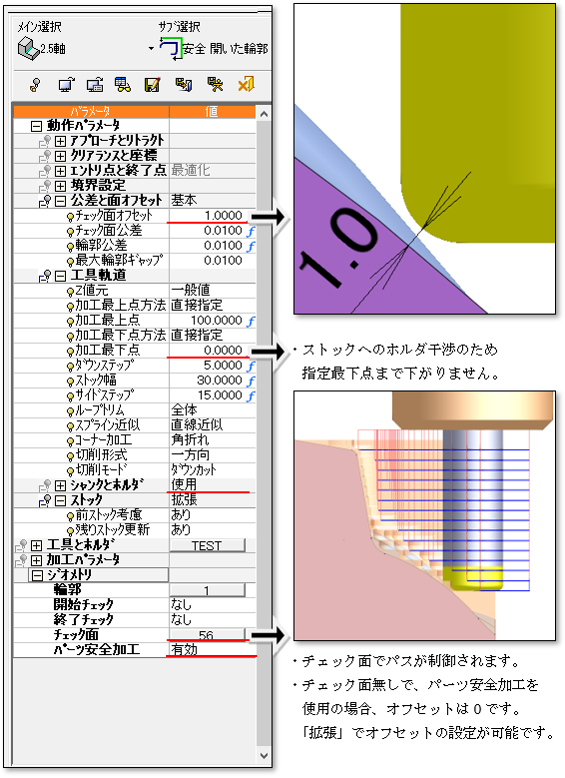 メイン選択
サブ選択
2.5軸
安全 開いた輪郭
パラメータ
値
動作パラメータ
アプローチとリトラクト
クリアランスと座標
エントリ点と終了点 最適化
境界設定
公差と面オフセット 基本
チェック面オフセット 1.0000
チェック面公差 0.0100 f
輪郭公差 0.0100 f
最大輪郭ギャップ 0.0100
工具軌道
Z値元 一般値
加工最上点方法 直接指定
加工最上点 100.0000 f
加工最下点方法 直接指定
加工最下点 0.0000
ダウンステップ 5.0000 f
ストック幅 30.0000 f
サイドステップ 15.0000 f
ループトリム 全体
スプライン近似 直線近似
コーナー加工 角折れ
切削形式 一方向
切削モード ダウンカット
シャンクとホルダ 使用
ストック 拡張
前ストック考慮 あり
残りストック更新 あり
工具とホルダ TEST
加工パラメータ
ジオメトリ
輪郭 1
開始チェック なし
終了チェック なし
チェック面 56
パーツ安全加工 有効
1.0
・ストックへのホルダ干渉のため
指定最下点まで下がりません。
・チェック面でパスが制御されます。
・チェック面無しで、パーツ安全加工を
使用の場合、オフセットは０です。
「拡張」でオフセットの設定が可能です。